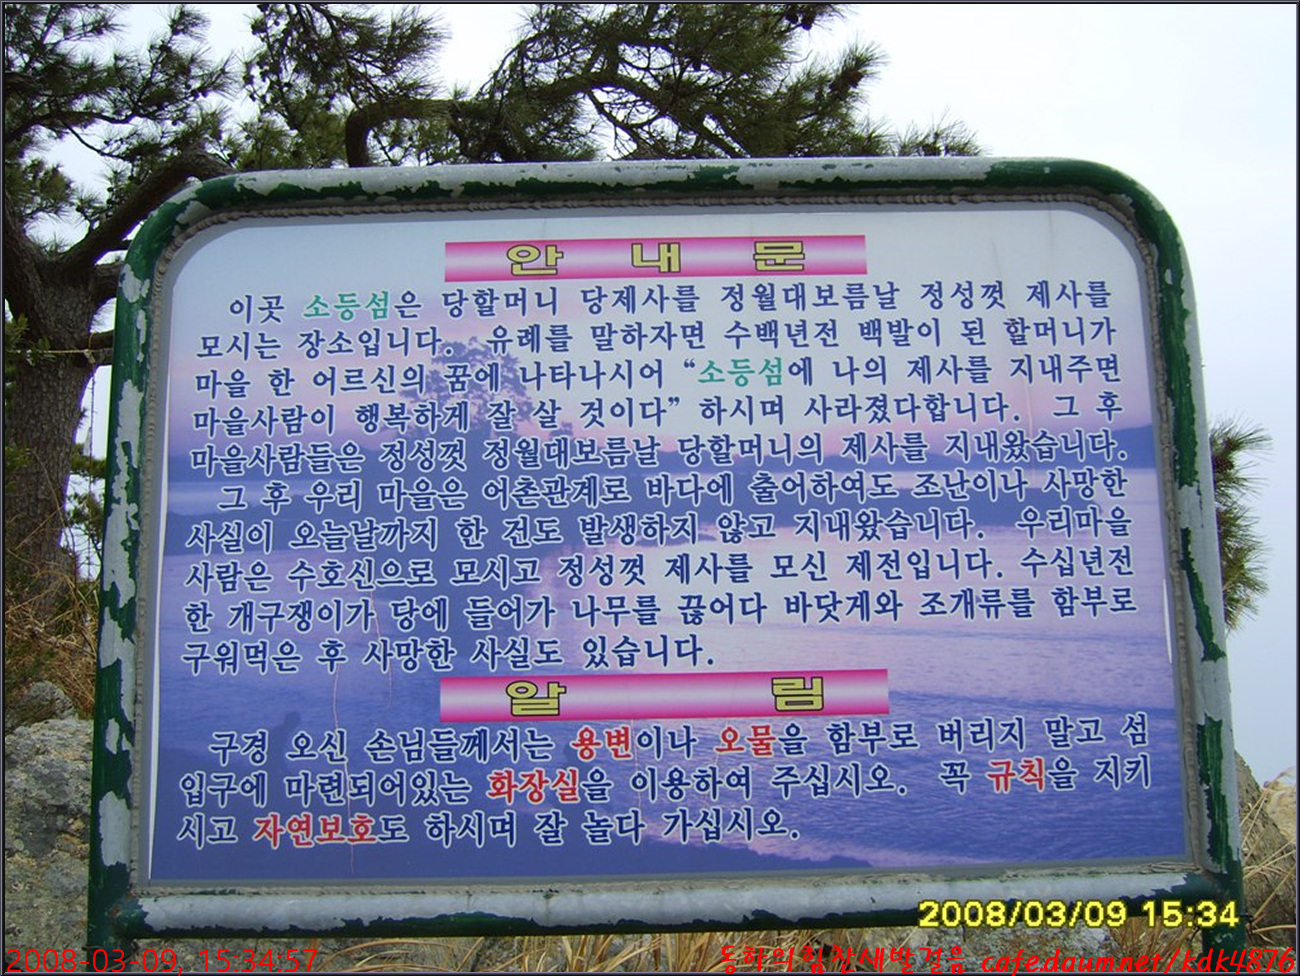 안 내 문
이곳 소등섬은 당할머니 당제사를 정월대보름날 정성껏 제사를
모시는 장소입니다. 유례를 말하자면 수백년전 백발이 된 할머니가
마을 한 어르신의 꿈에 나타나시어 “소등섬에 나의 제사를 지내주면
마을사람이 행복하게 잘 살 것이다” 하시며 사라졌다합니다. 그 후
마을사람들은 정성껏 정월대보름날 당할머니의 제사를 지내왔습니다.
그 후 우리 마을은 어촌관계로 바다에 출어하여도 조난이나 사망한
사실이 오늘날까지 한 건도 발생하지 않고 지내왔습니다. 우리마을
사람은 수호신으로 모시고 정성껏 제사를 모신 제전입니다. 수십년전
한 개구쟁이가 당에 들어가 나무를 끊어다 바닷게와 조개류를 함부로
구워먹은 후 사망한 사실도 있습니다.
알 림
구경 오신 손님들께서는 용변이나 오물을 함부로 버리지 말고 섬
입구에 마련되어있는 화장실을 이용하여 주십시오. 꼭 규칙을 지키
시고 자연보호도 하시며 잘 놀다 가십시오.
2008/03/09 15:34
2008-03-09, 15:34:57
동하의힘찬새발걸음 cafe.daum.net/kdk4876